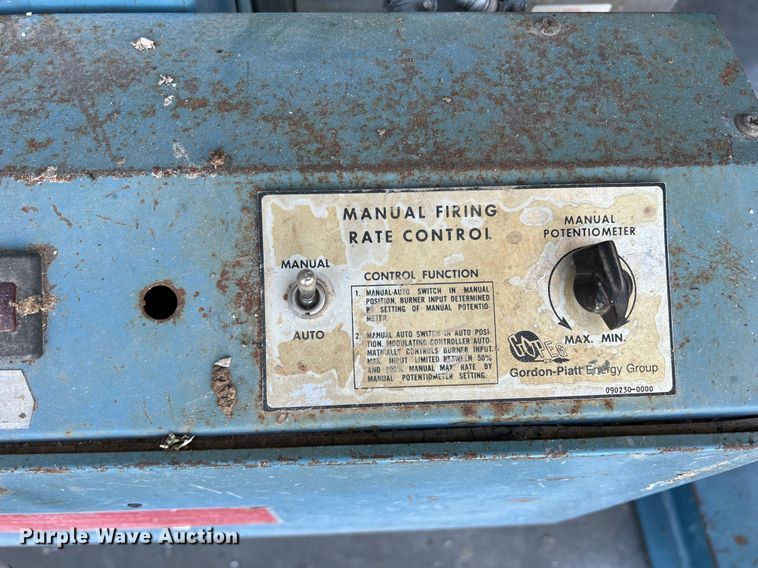 MANUAL FIRING
RATE CONTROL
MANUAL
POTENTIOMETER
MANUAL
AUTO
CONTROL FUNCTION
1. MANUAL-AUTO SWITCH IN MANUAL
POSITION. BURNER INPUT DETERMINED
BY SETTING OF MANUAL POTENTIO-
METER.
2. MANUAL AUTO SWITCH IN AUTO POSI-
TION. MODULATING CONTROLLER AUTO-
MATICALLY CONTROLS BURNER INPUT.
MAX. INPUT LIMITED BETWEEN 50%
AND 100% MANUAL MAX RATE BY
MANUAL POTENTIOMETER SETTING.
MAX. MIN.
Gordon-Piatt Energy Group
090230-0000
Purple Wave Auction